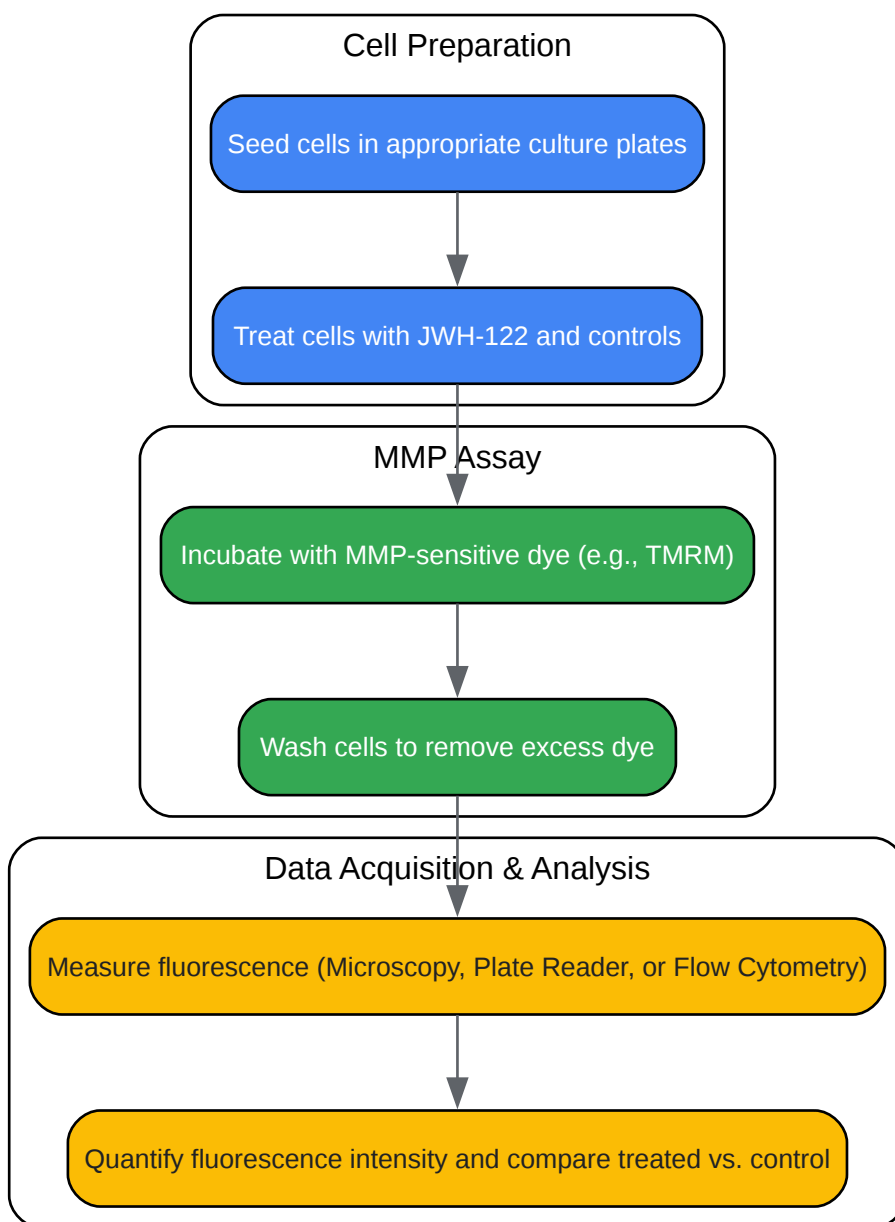 Cell Preparation
Seed cells in appropriate culture plates
Treat cells with JWH-122 and controls
MMP Assay
Incubate with MMP-sensitive dye (e.g., TMRM)
Wash cells to remove excess dye
Data Acquisition & Analysis
Measure fluorescence (Microscopy, Plate Reader, or Flow Cytometry)
Quantify fluorescence intensity and compare treated vs. control